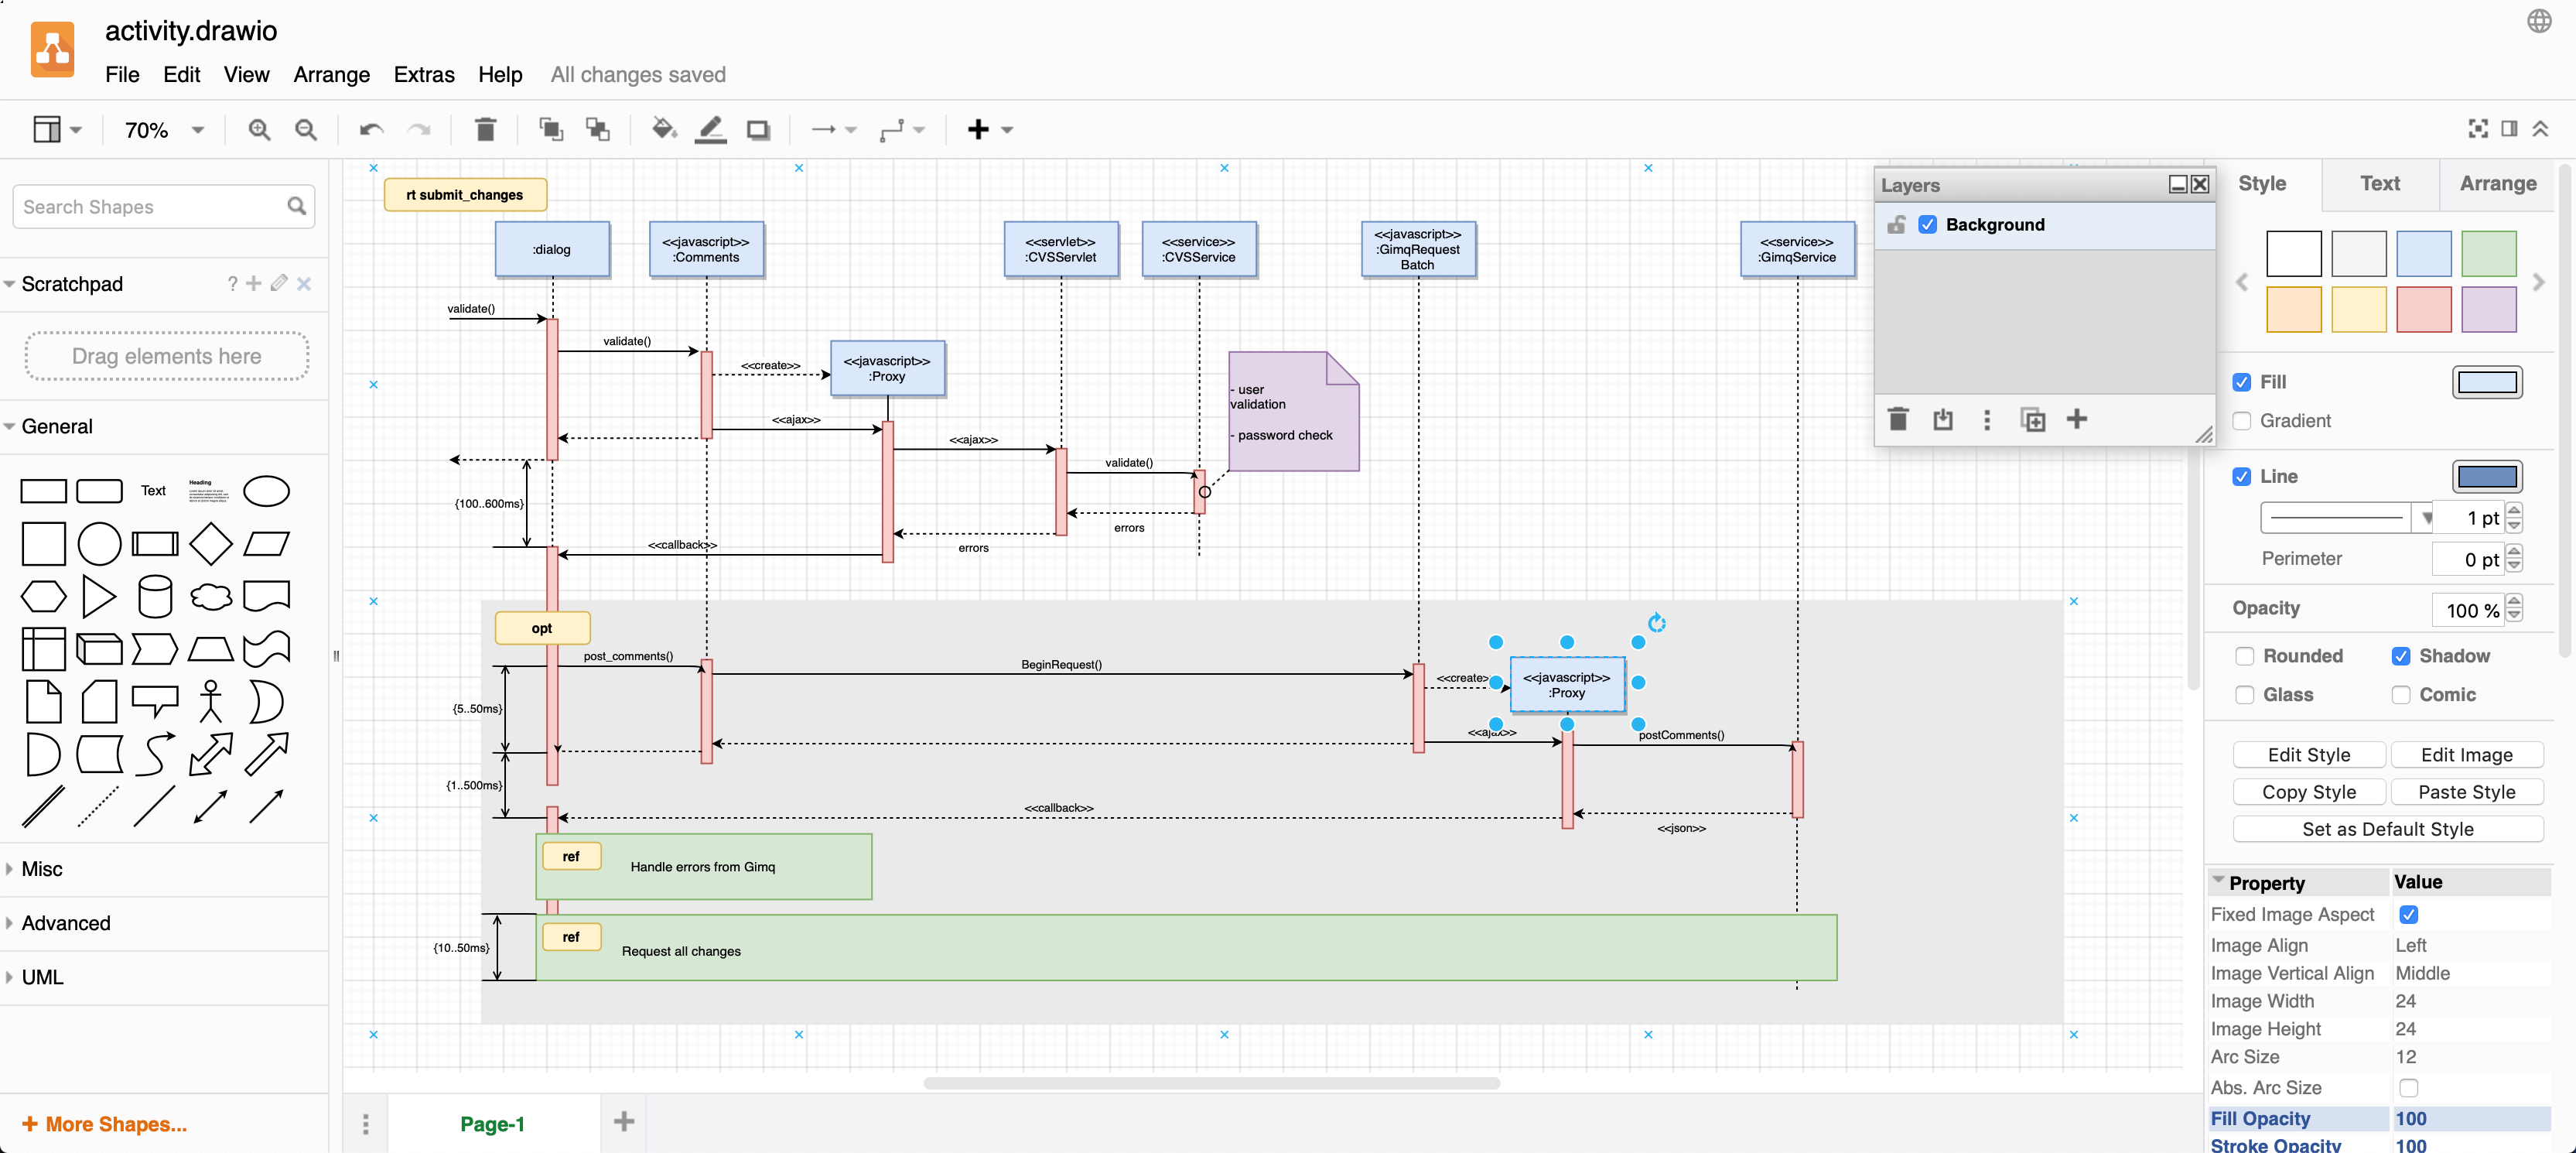 activity.drawio
File Edit View Arrange Extras Help All changes saved
70%
Search Shapes
Scratchpad
?
Drag elements here
General
Text
Heading
Misc
Advanced
UML
More Shapes...
rt submit_changes
:dialog
<<javascript>>
:Comments
<<servlet>>
:CVSServlet
<<service>>
:CVSService
<<javascript>>
:GimqRequest
Batch
<<service>>
:GimqService
validate()
validate()
<<create>>
<<javascript>>
:Proxy
<<ajax>>
<<ajax>>
validate()
- user
validation
- password check
{100..600ms}
errors
errors
<<callback>>
opt
post_comments()
BeginRequest()
<<create>
<<javascript>>
:Proxy
{5..50ms}
<<ajax>>
postComments()
{1..500ms}
<<callback>>
<<json>>
ref
Handle errors from Gimq
{10..50ms}
ref
Request all changes
Page-1
Layers
Background
Style Text Arrange
Fill
Gradient
Line
1 pt
Perimeter 0 pt
Opacity 100 %
Rounded Shadow
Glass Comic
Edit Style Edit Image
Copy Style Paste Style
Set as Default Style
Property Value
Fixed Image Aspect
Image Align Left
Image Vertical Align Middle
Image Width 24
Image Height 24
Arc Size 12
Abs. Arc Size
Fill Opacity 100
Stroke Opacity 100